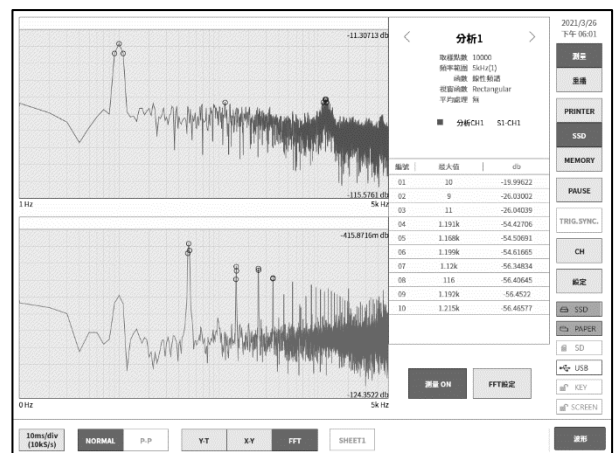 -11.30713 db
-115.5761 db
1 Hz
5k Hz
-415.8716m db
-124.3522 db
0 Hz
5k Hz
< 分析1 >
取樣點數 10000
頻率範圍 5kHz(1)
函數 線性頻譜
視窗函數 Rectangular
平均處理 無
分析CH1 S1-CH1
編號 最大值 db
01 10 -19.99622
02 9 -26.03002
03 11 -26.04039
04 1.191k -54.42706
05 1.168k -54.50691
06 1.199k -54.61665
07 1.12k -56.34834
08 116 -56.40645
09 1.192k -56.4522
10 1.215k -56.46577
測量 ON
FFT設定
2021/3/26
下午 06:01
測量
重播
PRINTER
SSD
MEMORY
PAUSE
TRIG.SYNC.
CH
設定
SSD
PAPER
SD
USB
KEY
SCREEN
10ms/div
(10kS/s)
NORMAL
P-P
Y-T
X-Y
FFT
SHEET1
波形